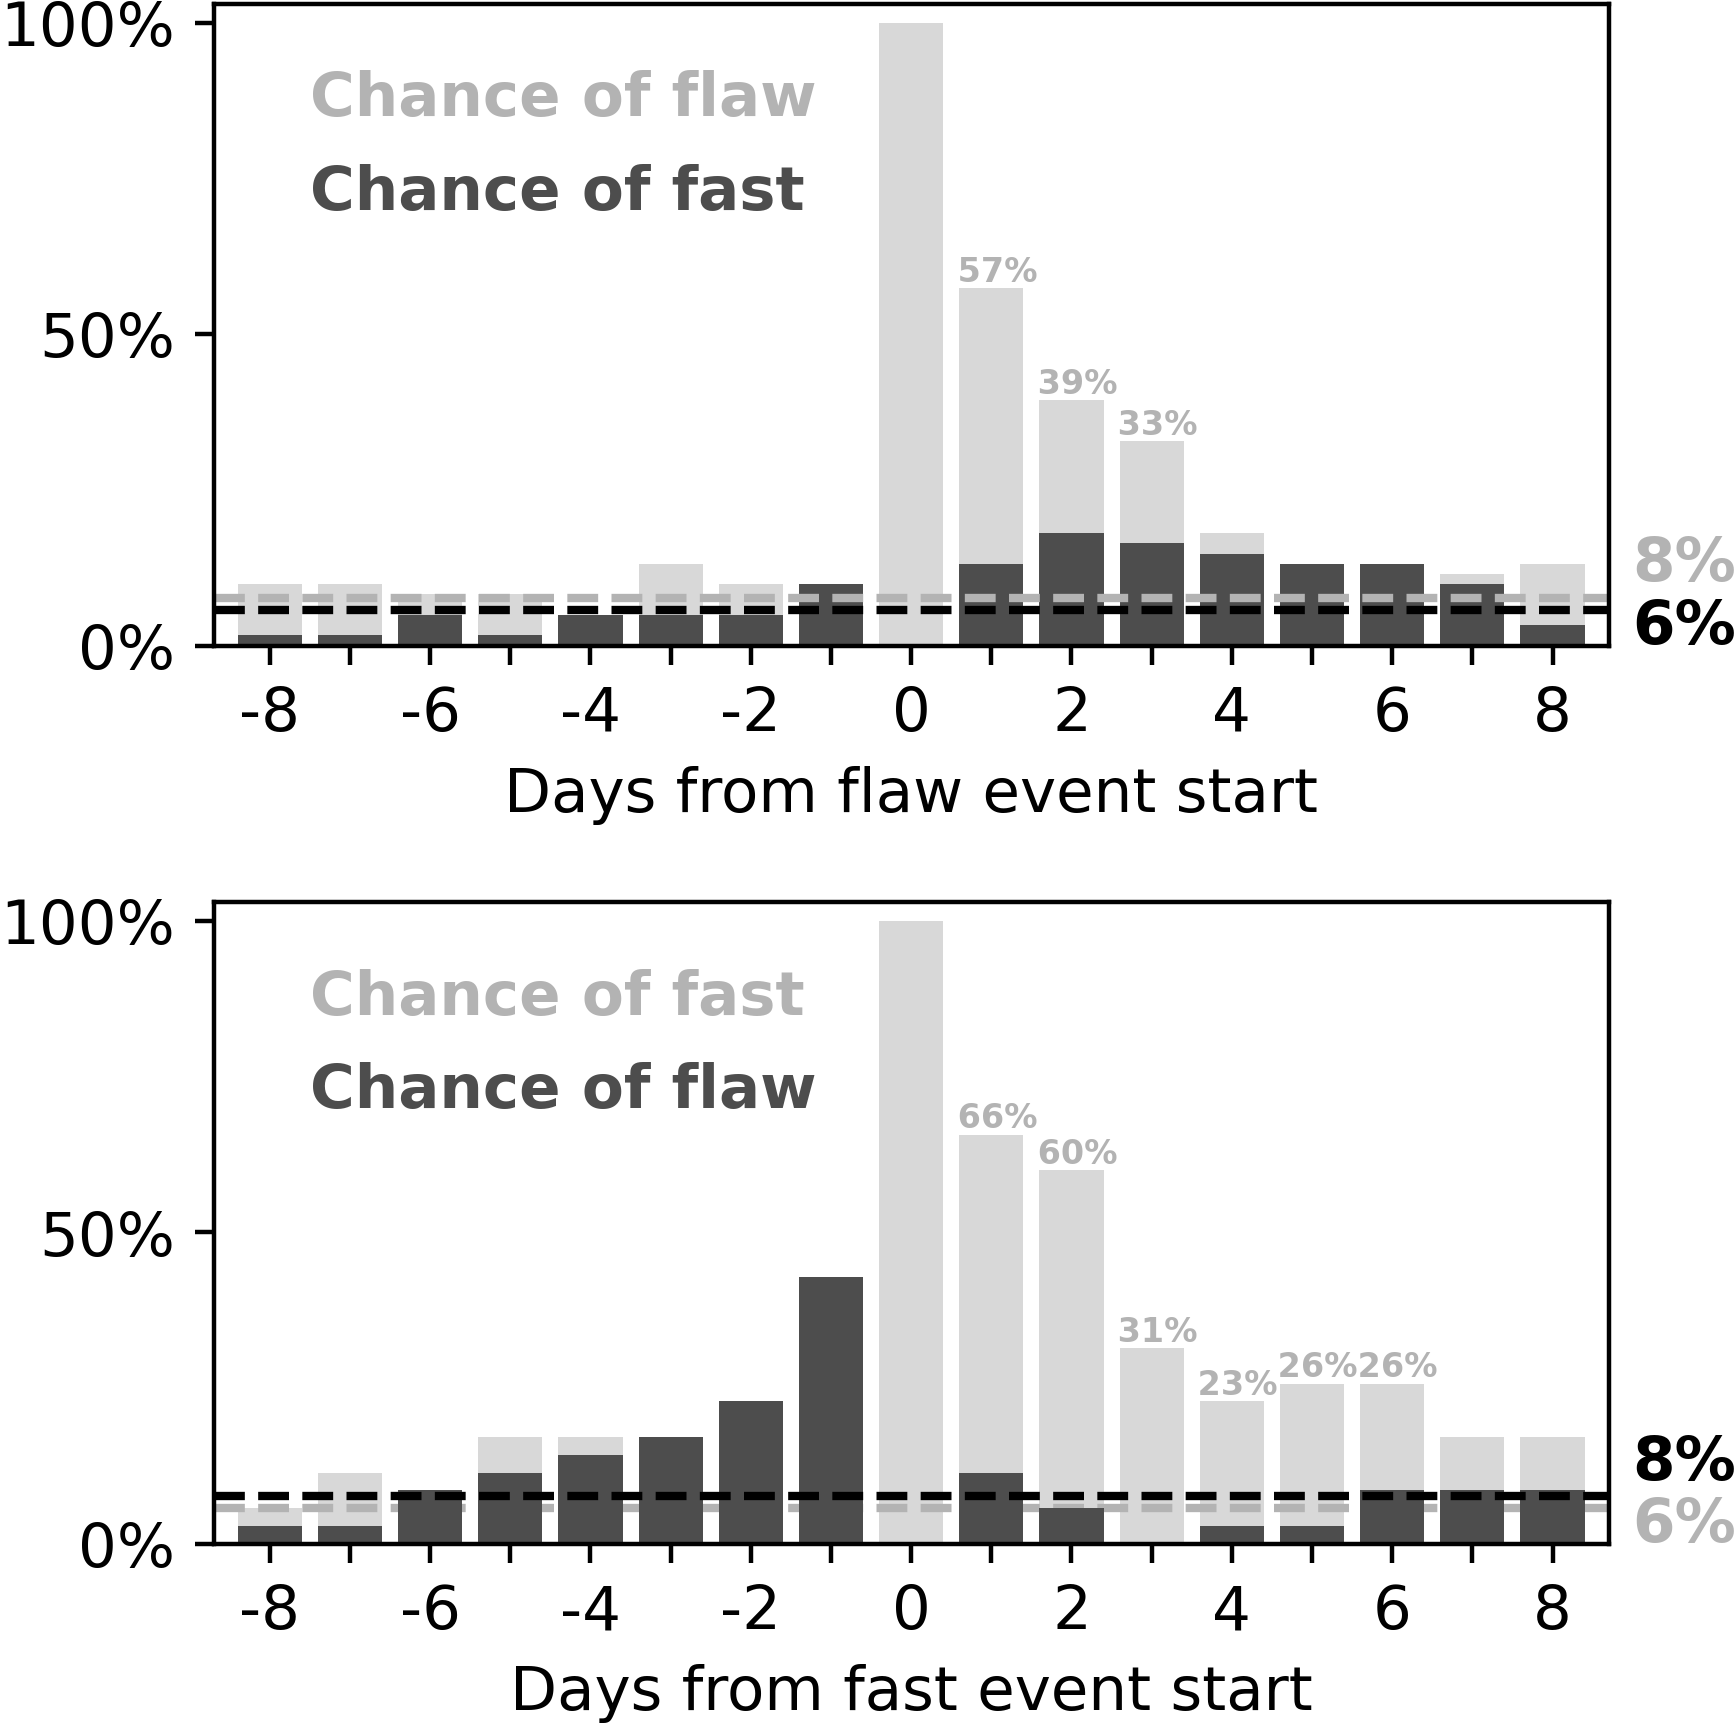 100%
Chance of flaw
Chance of fast
57%
50%
39%
33%
8%
6%
0%
-8 -6 -4 -2 0 2 4 6 8
Days from flaw event start
100%
Chance of fast
Chance of flaw
66%
60%
50%
31%
26% 26%
23%
8%
6%
0%
-8 -6 -4 -2 0 2 4 6 8
Days from fast event start